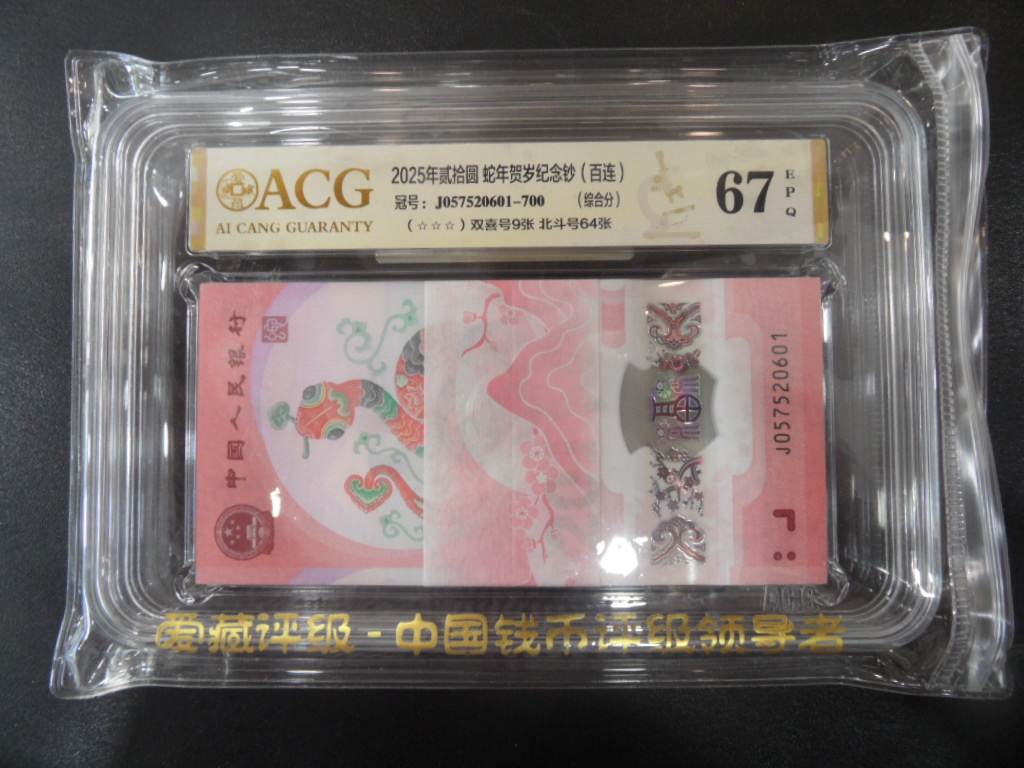 ACG
AI CANG GUARANTY
2025年贰拾圆 蛇年贺岁纪念钞（百连）
冠号：J057520601-700 （综合分）
（☆☆☆）双喜号9张 北斗号64张
67
EPQ
中國人民银行
J057520601
爱藏评级-中国钱币评级领导者